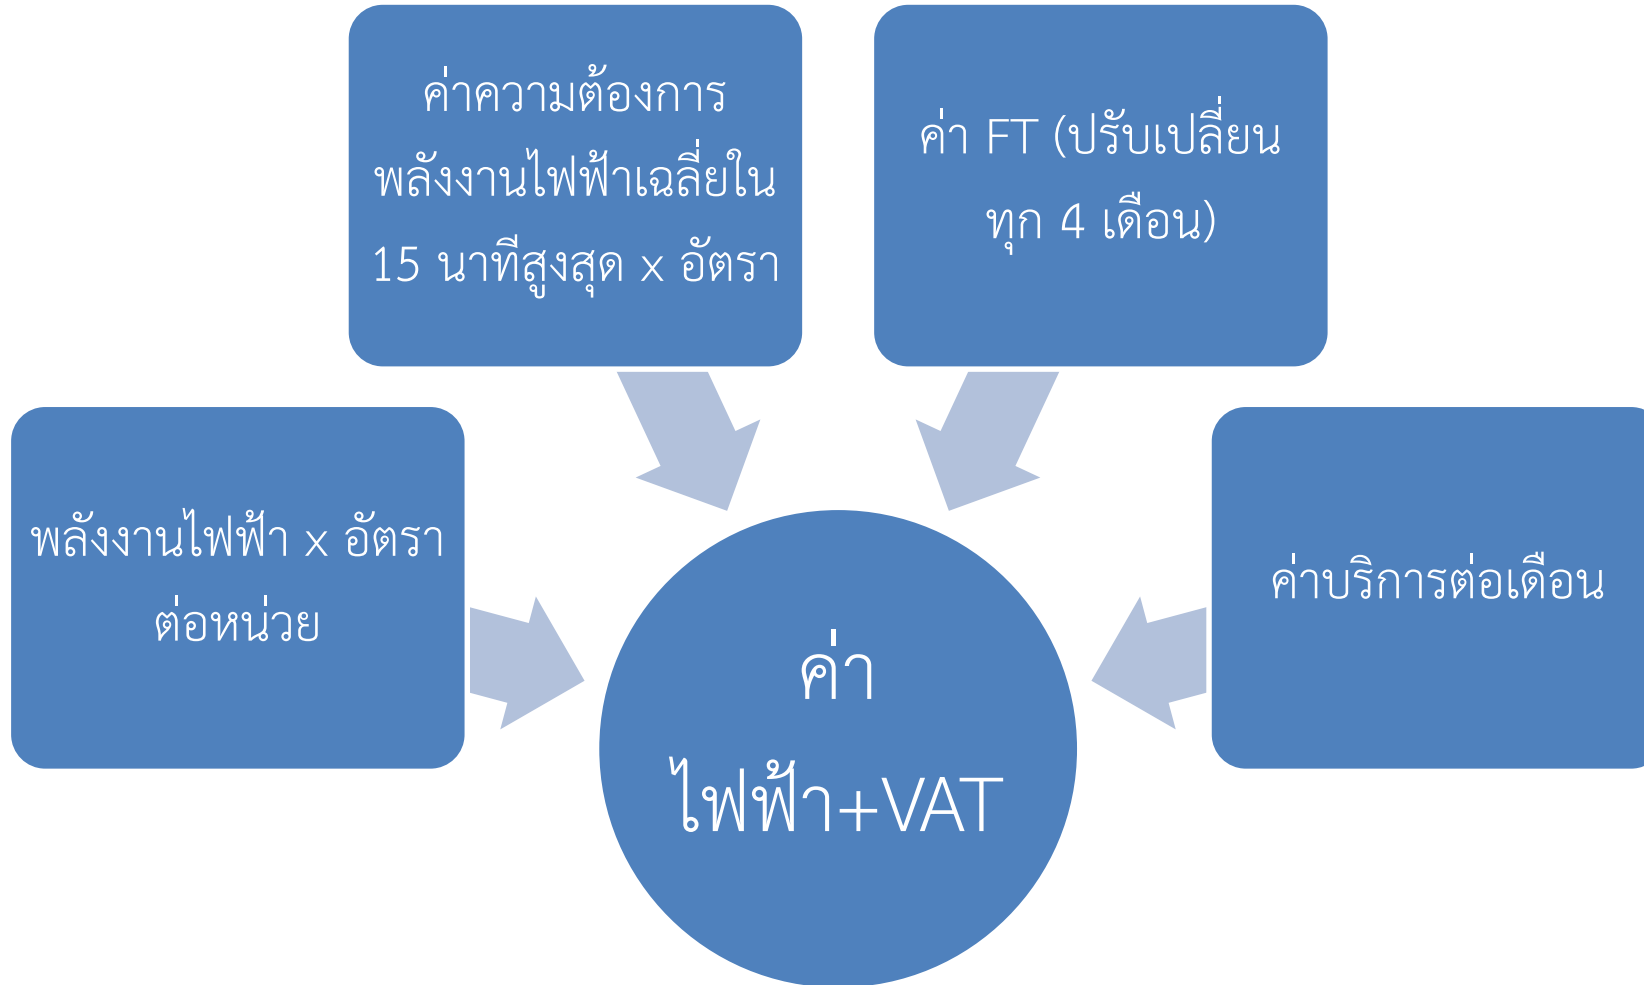 ค่าความต้องการ
พลังงานไฟฟ้าเฉลี่ยใน
15 นาทีสูงสุด x อัตรา
ค่า FT (ปรับเปลี่ยน
ทุก 4 เดือน)
พลังงานไฟฟ้า x อัตรา
ต่อหน่วย
ค่าบริการต่อเดือน
ค่า
ไฟฟ้า+VAT